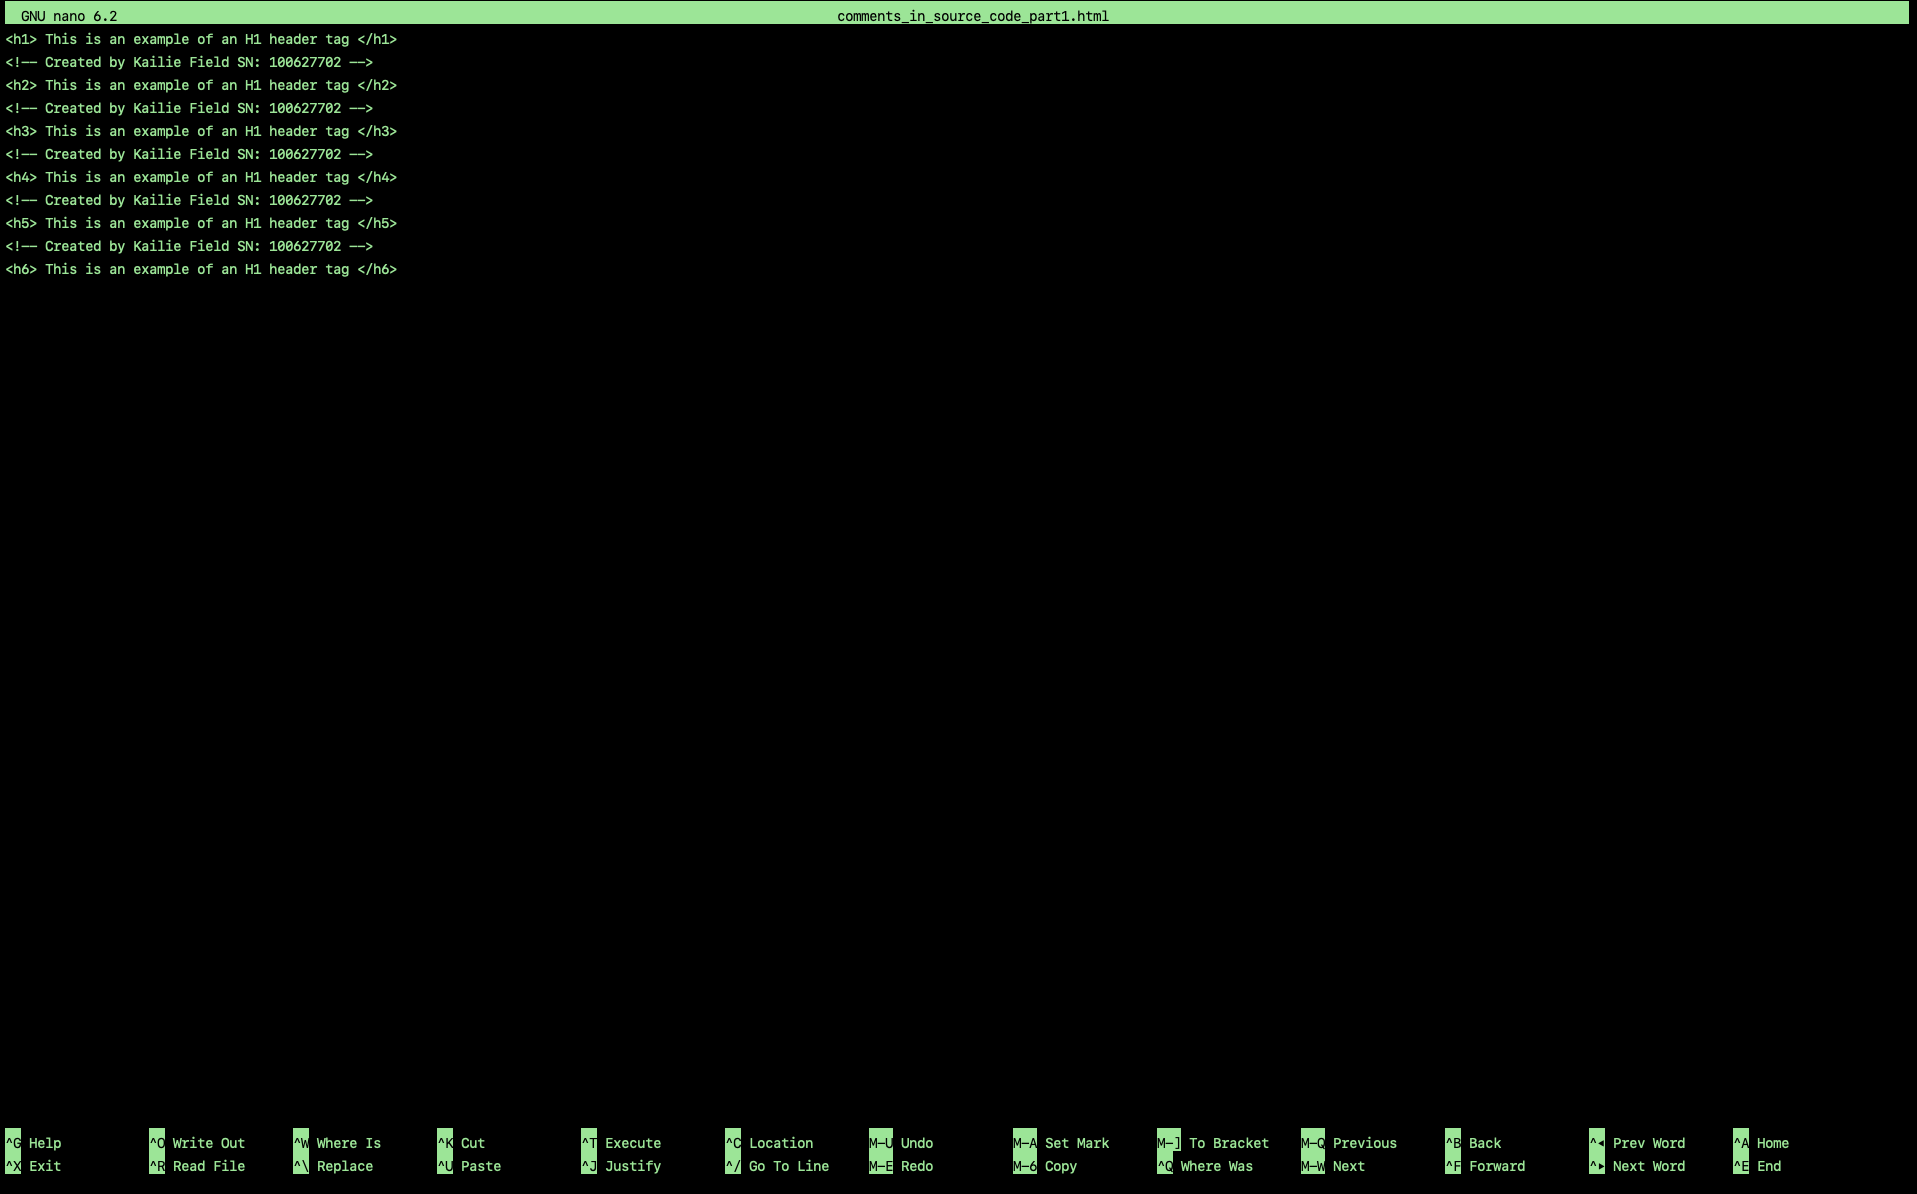 GNU nano 6.2 comments_in_source_code_part1.html
<h1> This is an example of an H1 header tag </h1>
<!-- Created by Kailie Field SN: 100627702 -->
<h2> This is an example of an H1 header tag </h2>
<!-- Created by Kailie Field SN: 100627702 -->
<h3> This is an example of an H1 header tag </h3>
<!-- Created by Kailie Field SN: 100627702 -->
<h4> This is an example of an H1 header tag </h4>
<!-- Created by Kailie Field SN: 100627702 -->
<h5> This is an example of an H1 header tag </h5>
<!-- Created by Kailie Field SN: 100627702 -->
<h6> This is an example of an H1 header tag </h6>
^G Help ^O Write Out ^W Where Is ^K Cut ^T Execute ^C Location M-U Undo M-A Set Mark M-] To Bracket M-Q Previous ^B Back ^◂ Prev Word ^A Home
^X Exit ^R Read File ^\ Replace ^U Paste ^J Justify ^/ Go To Line M-E Redo M-6 Copy ^Q Where Was M-W Next ^F Forward ^▸ Next Word ^E End